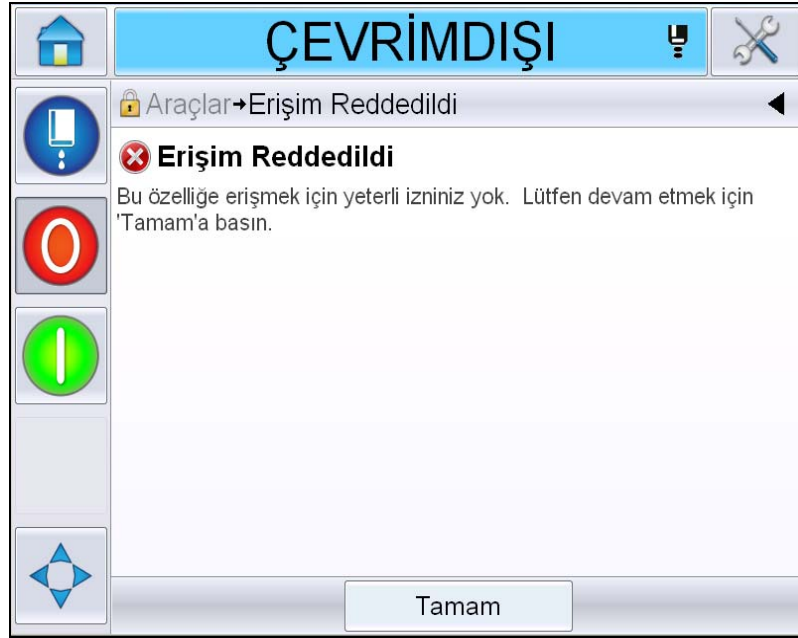 ÇEVRİMDIŞI
Araçlar→Erişim Reddedildi
Erişim Reddedildi
Bu özelliğe erişmek için yeterli izniniz yok.  Lütfen devam etmek için
'Tamam'a basın.
Tamam